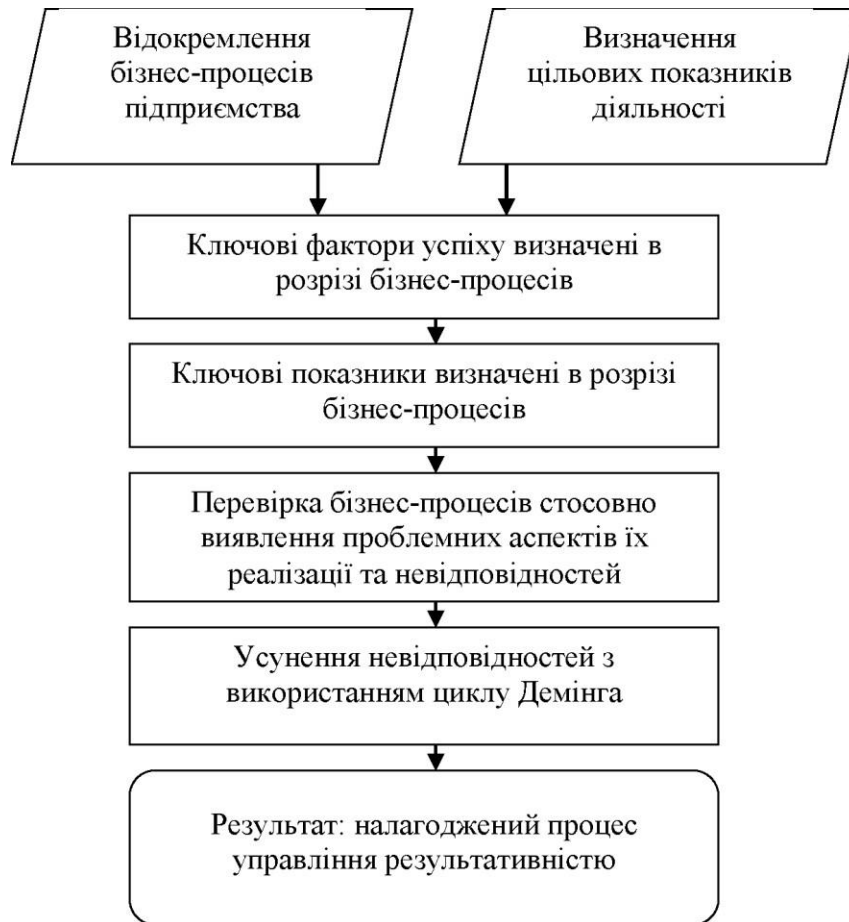 Відокремлення
бізнес-процесів
підприємства
Визначення
цільових показників
діяльності
Ключові фактори успіху визначені в
розрізі бізнес-процесів
Ключові показники визначені в розрізі
бізнес-процесів
Перевірка бізнес-процесів стосовно
виявлення проблемних аспектів їх
реалізації та невідповідностей
Усунення невідповідностей з
використанням циклу Демінга
Результат: налагоджений процес
управління результативністю